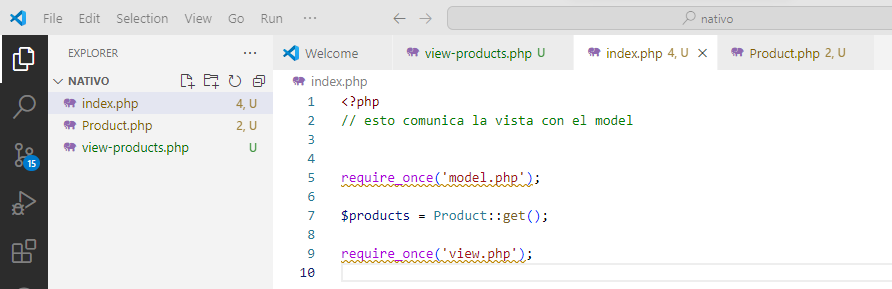 File Edit Selection View Go Run ··· ← → nativo
EXPLORER ··· Welcome view-products.php U index.php 4, U × Product.php 2, U
NATIVO index.php
index.php 4, U
Product.php 2, U
view-products.php U
15
1 <?php
2 // esto comunica la vista con el model
3
4
5 require_once('model.php');
6
7 $products = Product::get();
8
9 require_once('view.php');
10